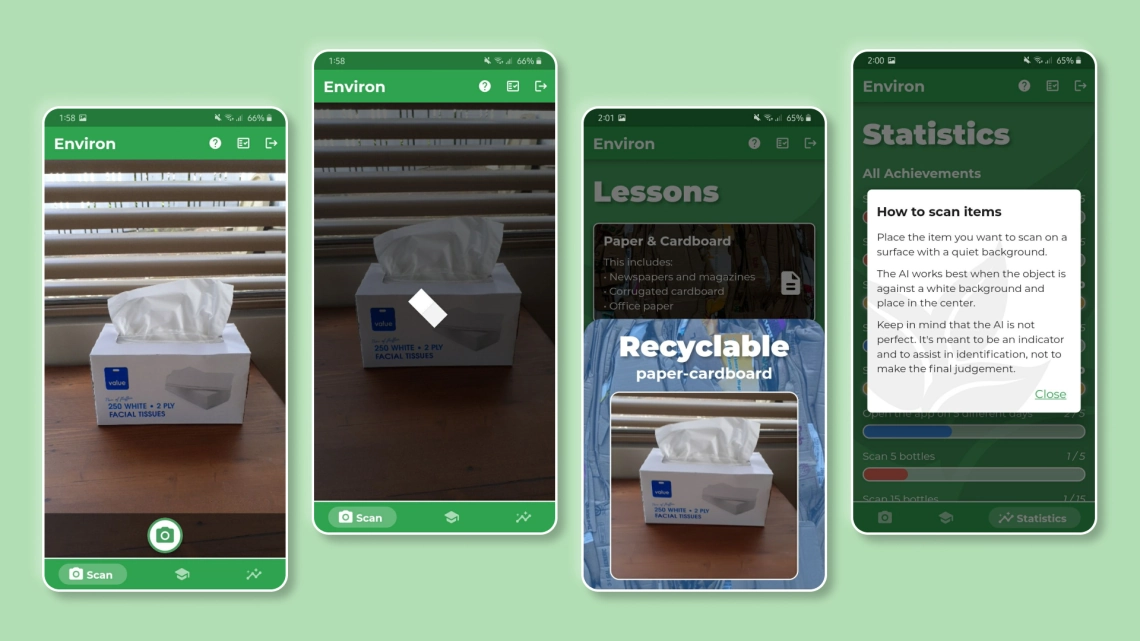 1:58
66%
Environ
value
250 WHITE • 2 PLY
FACIAL TISSUES
Scan
1:58
66%
Environ
value
250 WHITE • 2 PLY
FACIAL TISSUES
Scan
2:01
65%
Environ
Lessons
Paper & Cardboard
This includes:
• Newspapers and magazines
• Corrugated cardboard
• Office paper
Recyclable
paper-cardboard
value
250 WHITE • 2 PLY
FACIAL TISSUES
2:00
65%
Environ
Statistics
All Achievements
How to scan items
Place the item you want to scan on a
surface with a quiet background.
The AI works best when the object is
against a white background and
place in the center.
Keep in mind that the AI is not
perfect. It's meant to be an indicator
and to assist in identification, not to
make the final judgement.
Close
Open the app on 5 different days 2/5
Scan 5 bottles 1/5
Scan 15 bottles 1/15
Statistics